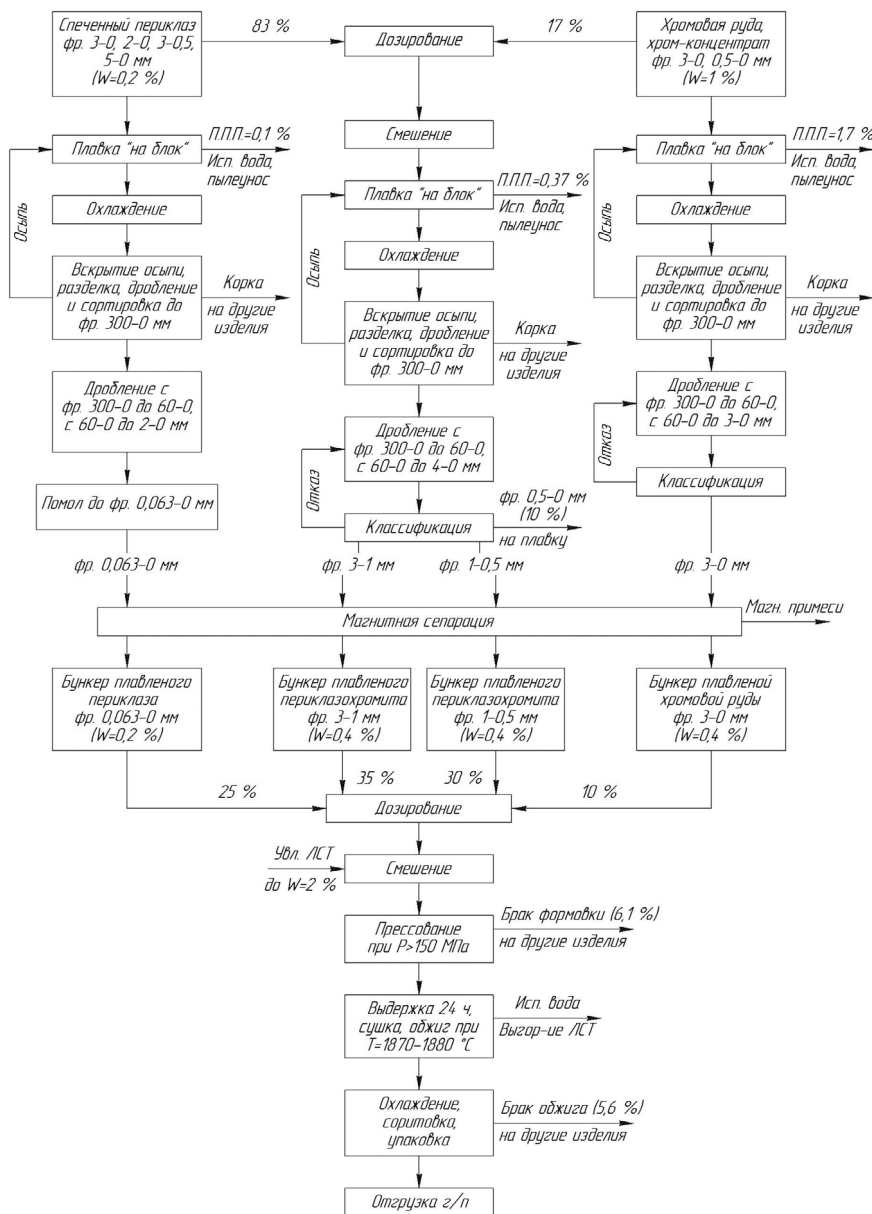 Спеченный периклаз
фр. 3-0, 2-0, 3-0,5,
5-0 мм
(W=0,2 %)
83 %
Дозирование
17 %
Хромовая руда,
хром-концентрат
фр. 3-0, 0,5-0 мм
(W=1 %)
Смешение
Плавка "на блок"
П.П.П.=0,1 %
Исп. вода,
пылеунос
Осыпь
Охлаждение
Вскрытие осыпи,
разделка, дробление
и сортировка до
фр. 300-0 мм
Корка
на другие
изделия
Дробление с
фр. 300-0 до 60-0,
с 60-0 до 2-0 мм
Помол до фр. 0,063-0 мм
фр. 0,063-0 мм
Плавка "на блок"
П.П.П.=0,37 %
Исп. вода,
пылеунос
Осыпь
Охлаждение
Вскрытие осыпи,
разделка, дробление
и сортировка до
фр. 300-0 мм
Корка
на другие
изделия
Дробление с
фр. 300-0 до 60-0,
с 60-0 до 4-0 мм
Отказ
Классификация
фр. 0,5-0 мм
(10 %)
на плавку
фр. 3-1 мм
фр. 1-0,5 мм
Плавка "на блок"
П.П.П.=1,7 %
Исп. вода,
пылеунос
Осыпь
Охлаждение
Вскрытие осыпи,
разделка, дробление
и сортировка до
фр. 300-0 мм
Корка
на другие
изделия
Дробление с
фр. 300-0 до 60-0,
с 60-0 до 3-0 мм
Отказ
Классификация
фр. 3-0 мм
Магнитная сепарация
Магн. примеси
Бункер плавленого
периклаза
фр. 0,063-0 мм
(W=0,2 %)
Бункер плавленого
периклазохромита
фр. 3-1 мм
(W=0,4 %)
Бункер плавленого
периклазохромита
фр. 1-0,5 мм
(W=0,4 %)
Бункер плавленой
хромовой руды
фр. 3-0 мм
(W=0,4 %)
25 %
35 %
30 %
10 %
Дозирование
Увл. ЛСТ
до W=2 %
Смешение
Прессование
при P>150 МПа
Брак формовки (6,1 %)
на другие изделия
Выдержка 24 ч,
сушка, обжиг при
Т=1870-1880 °С
Исп. вода
Выгор-ие ЛСТ
Охлаждение,
соритовка,
упаковка
Брак обжига (5,6 %)
на другие изделия
Отгрузка г/п